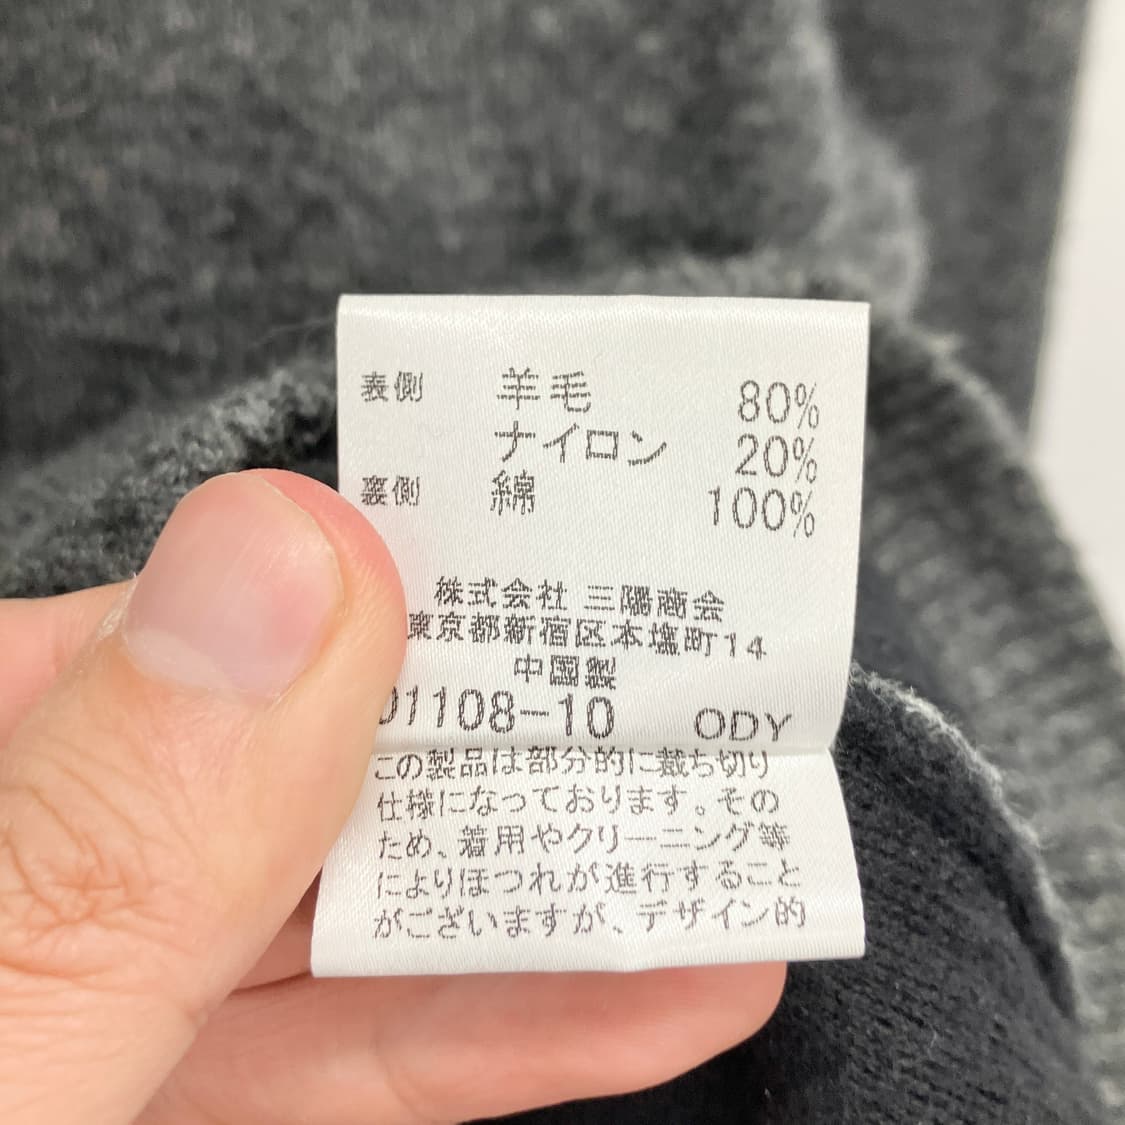 表側 羊毛 80%
ナイロン 20%
裏側 綿 100%
株式会社 三陽商会
東京都新宿区本塩町14
中国製
01108-10 ODY
この製品は部分的に裁ち切り
仕様になっております。その
ため、着用やクリーニング等
によりほつれが進行すること
がございますが、デザイン的